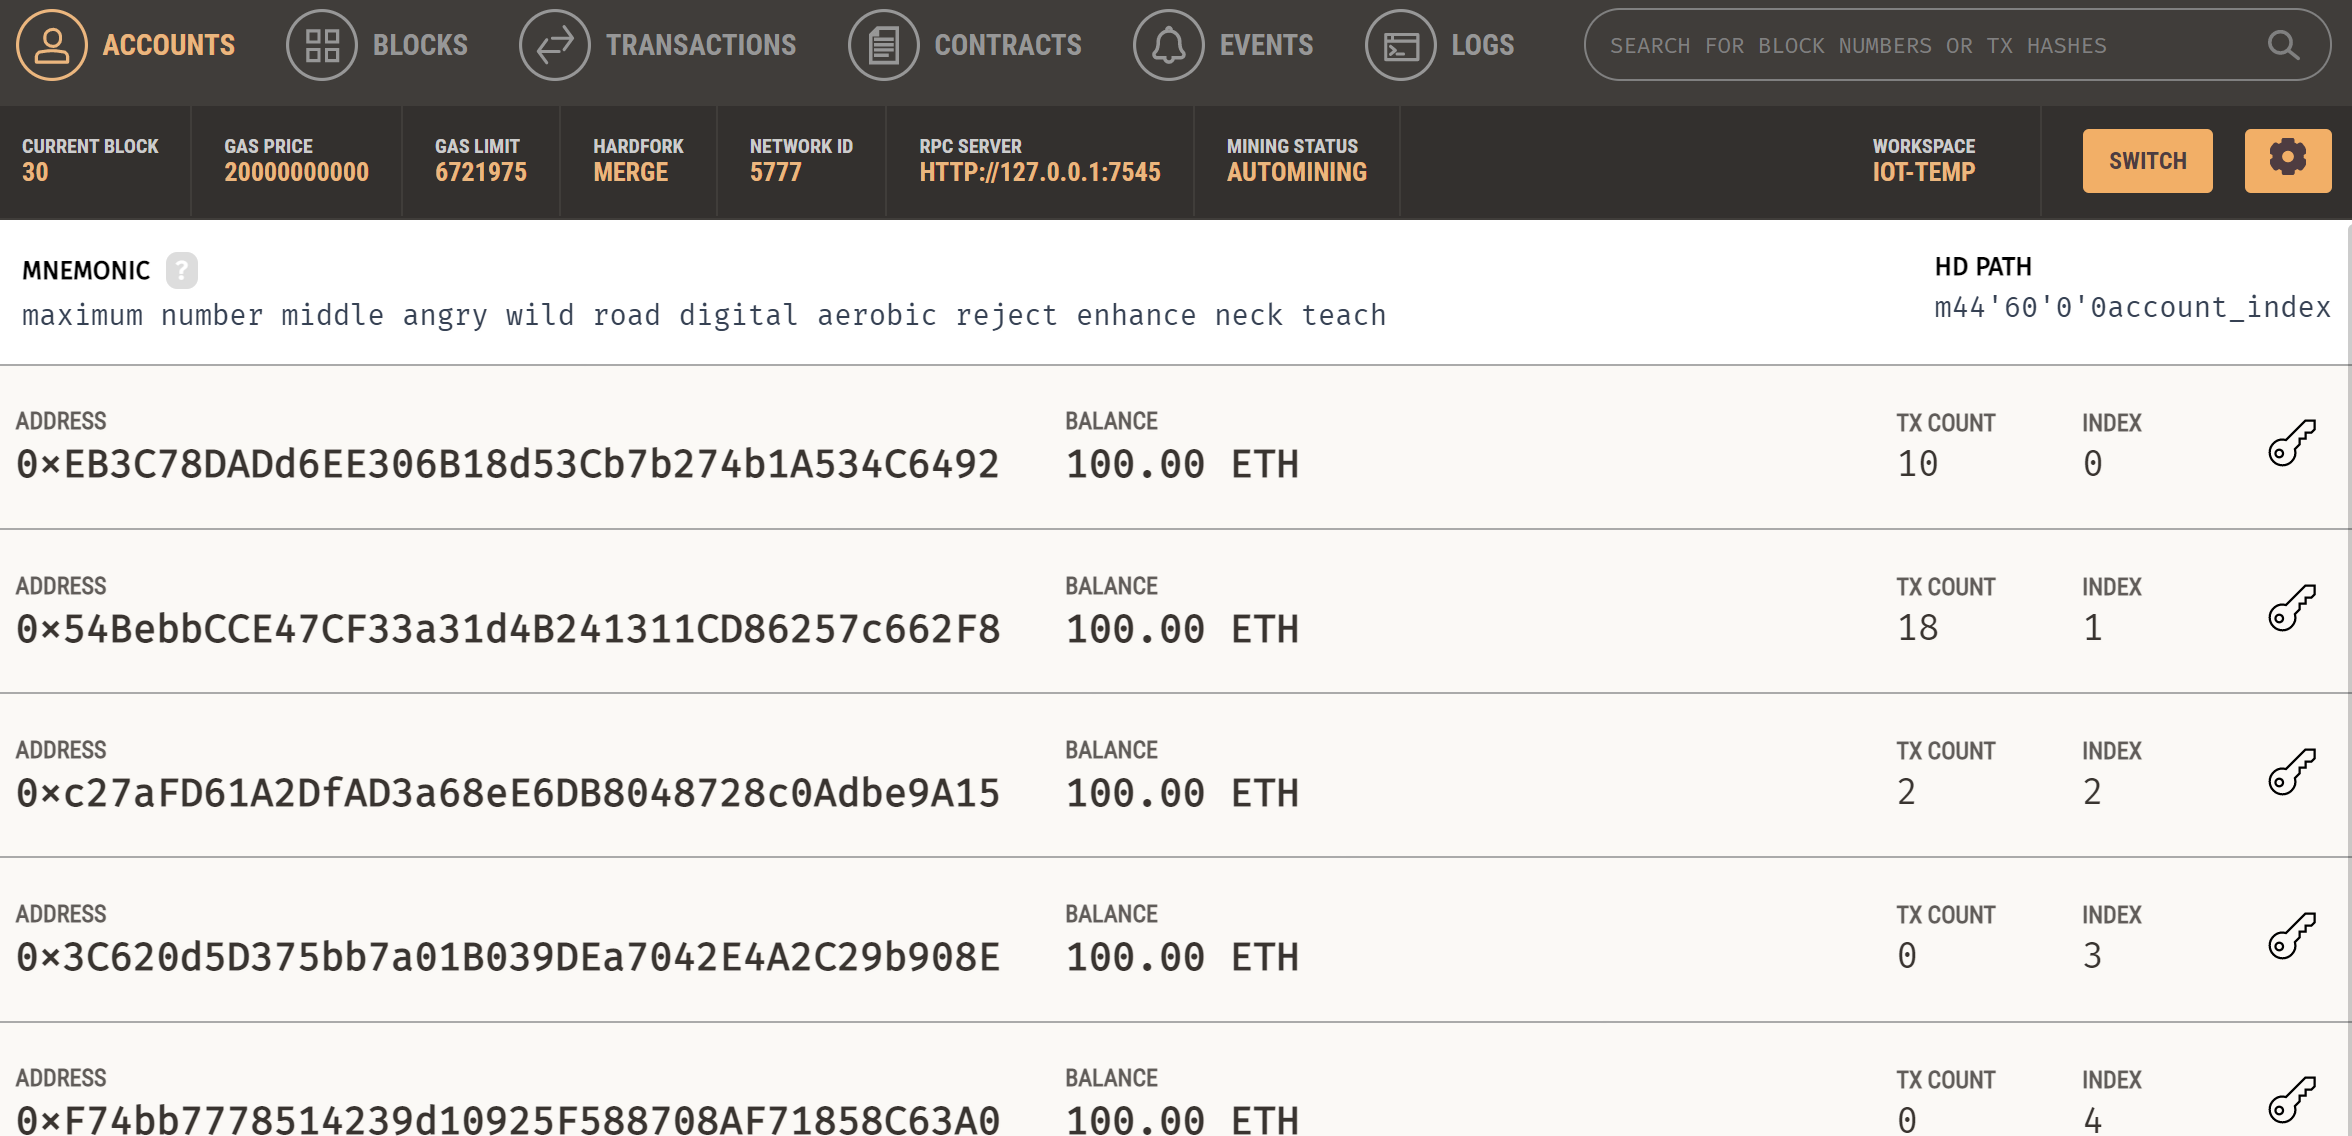 ACCOUNTS BLOCKS TRANSACTIONS CONTRACTS EVENTS LOGS SEARCH FOR BLOCK NUMBERS OR TX HASHES
CURRENT BLOCK GAS PRICE GAS LIMIT HARDFORK NETWORK ID RPC SERVER MINING STATUS WORKSPACE
30 20000000000 6721975 MERGE 5777 HTTP://127.0.0.1:7545 AUTOMINING IOT-TEMP SWITCH
MNEMONIC ? HD PATH
maximum number middle angry wild road digital aerobic reject enhance neck teach m44'60'0'0account_index
ADDRESS BALANCE TX COUNT INDEX
0×EB3C78DADd6EE306B18d53Cb7b274b1A534C6492 100.00 ETH 10 0
ADDRESS BALANCE TX COUNT INDEX
0×54BebbCCE47CF33a31d4B241311CD86257c662F8 100.00 ETH 18 1
ADDRESS BALANCE TX COUNT INDEX
0×c27aFD61A2DfAD3a68eE6DB8048728c0Adbe9A15 100.00 ETH 2 2
ADDRESS BALANCE TX COUNT INDEX
0×3C620d5D375bb7a01B039DEa7042E4A2C29b908E 100.00 ETH 0 3
ADDRESS BALANCE TX COUNT INDEX
0×F74bb7778514239d10925F588708AF71858C63A0 100.00 ETH 0 4